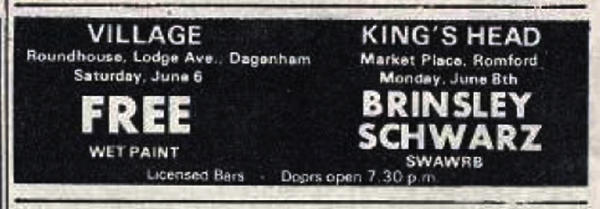 VILLAGE
Roundhouse, Lodge Ave., Dagenham
Saturday, June 6
FREE
WET PAINT
KING'S HEAD
Market Place, Romford
Monday, June 8th
BRINSLEY
SCHWARZ
SWAWRB
Licensed Bars - Doors open 7.30 p.m.